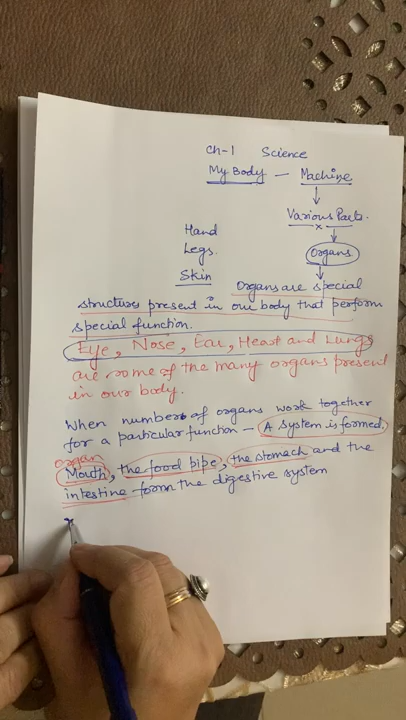 Ch-1 Science
My Body — Machine
Various Parts.
Hand
Legs.
Organs
Skin
Organs are special
structures present in our body that perform
special function.
Eye, Nose, Ear, Heart and Lungs
are some of the many organs present
in our body.
When number of organs work together
for a particular function – A system is formed.
organ
Mouth, the food pipe, the stomach and the
intestine form the digestive system